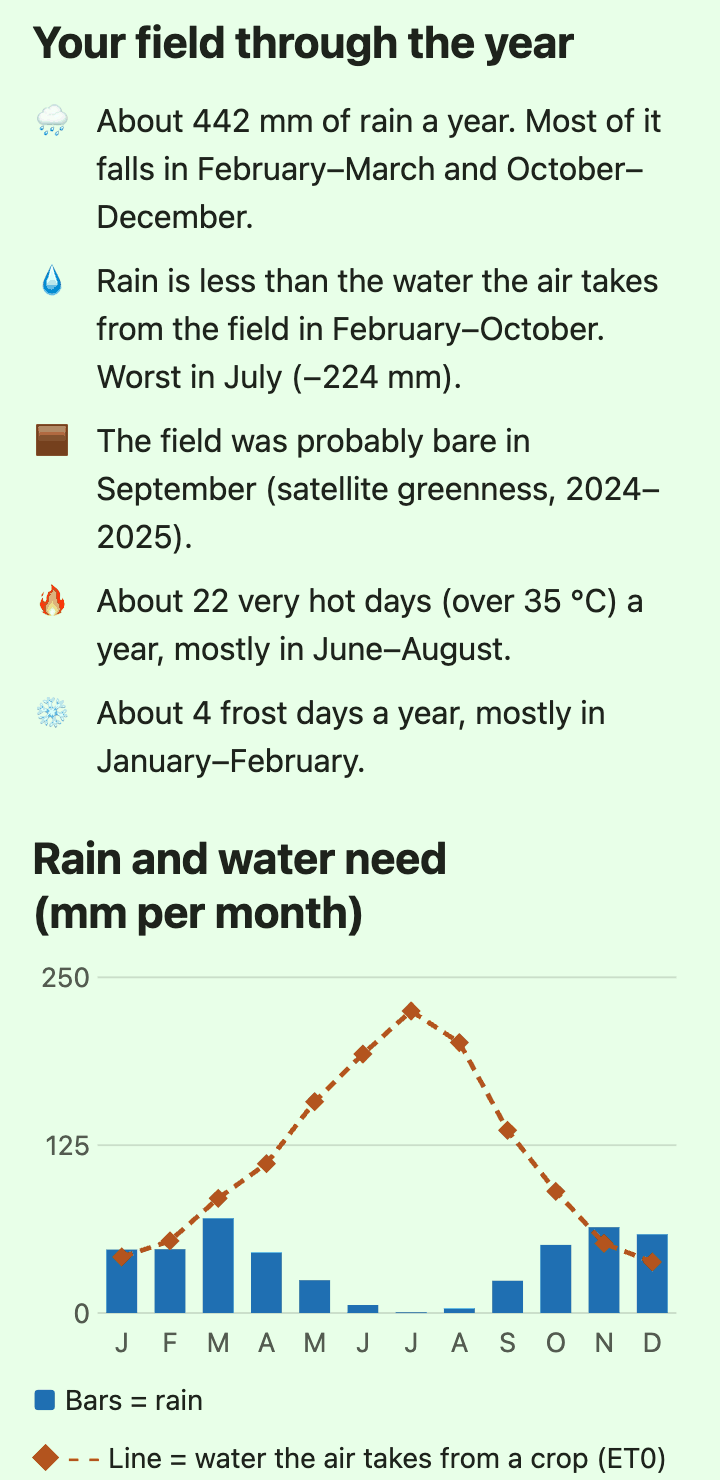 Your field through the year
About 442 mm of rain a year. Most of it
falls in February–March and October–
December.
Rain is less than the water the air takes
from the field in February–October.
Worst in July (−224 mm).
The field was probably bare in
September (satellite greenness, 2024–
2025).
About 22 very hot days (over 35 °C) a
year, mostly in June–August.
About 4 frost days a year, mostly in
January–February.
Rain and water need
(mm per month)
250
125
0
J F M A M J J A S O N D
Bars = rain
Line = water the air takes from a crop (ET0)